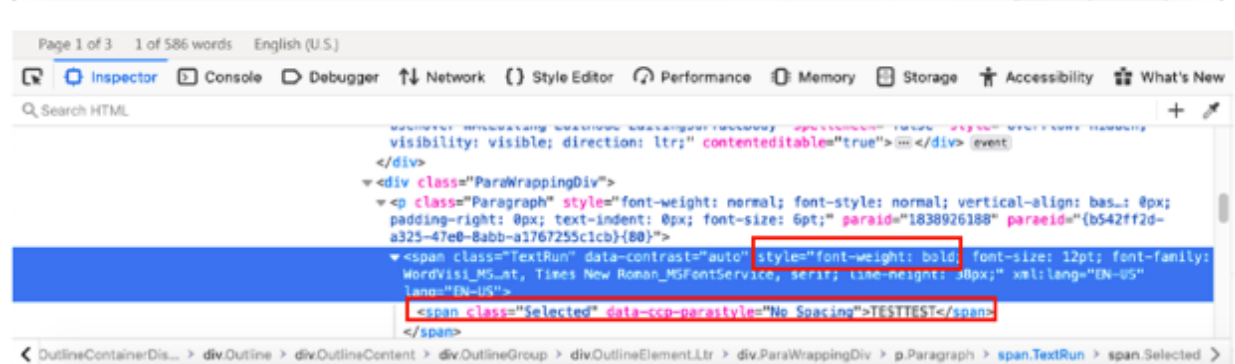 Page 1 of 3 1 of 586 words English (U.S.)
Inspector Console Debugger Network {} Style Editor Performance Memory Storage Accessibility What's New
Search HTML
visibility: visible; direction: ltr;" contenteditable="true"> … </div> event
</div>
<div class="ParaWrappingDiv">
<p class="Paragraph" style="font-weight: normal; font-style: normal; vertical-align: bas…: 0px;
padding-right: 0px; text-indent: 0px; font-size: 6pt;" paraid="1838926188" paraeid="{b542ff2d-
a325-47e0-8abb-a1767255c1cb}{80}">
<span class="TextRun" data-contrast="auto" style="font-weight: bold; font-size: 12pt; font-family:
WordVisi_MS…nt, Times New Roman_MSFontService, serif; line-height: 38px;" xml:lang="EN-US"
lang="EN-US">
<span class="Selected" data-ccp-parastyle="No Spacing">TESTTEST</span>
</span>
OutlineContainerDis… > div.Outline > div.OutlineContent > div.OutlineGroup > div.OutlineElement.Ltr > div.ParaWrappingDiv > p.Paragraph > span.TextRun > span.Selected